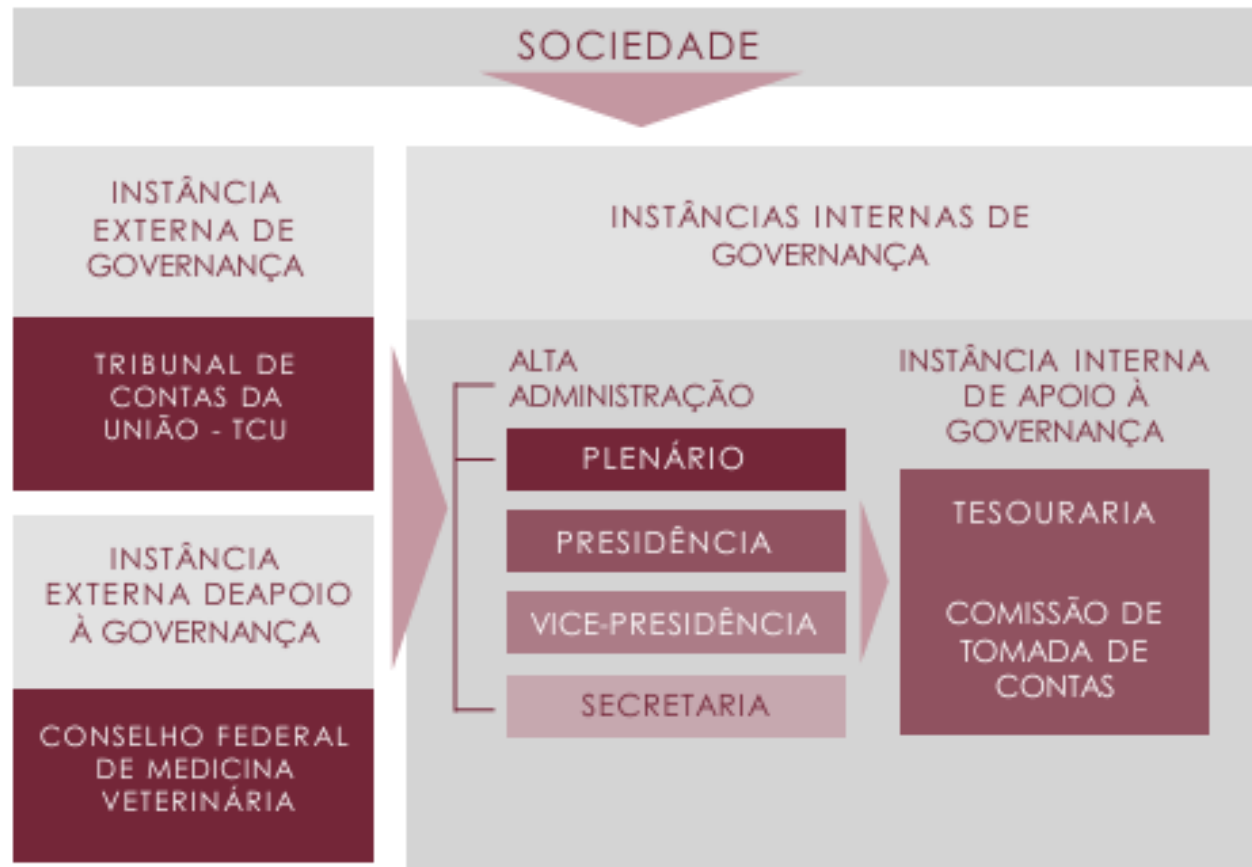 SOCIEDADE
INSTÂNCIA
EXTERNA DE
GOVERNANÇA
TRIBUNAL DE
CONTAS DA
UNIÃO - TCU
INSTÂNCIA
EXTERNA DEAPOIO
À GOVERNANÇA
CONSELHO FEDERAL
DE MEDICINA
VETERINÁRIA
INSTÂNCIAS INTERNAS DE
GOVERNANÇA
ALTA
ADMINISTRAÇÃO
PLENÁRIO
PRESIDÊNCIA
VICE-PRESIDÊNCIA
SECRETARIA
INSTÂNCIA INTERNA
DE APOIO À
GOVERNANÇA
TESOURARIA
COMISSÃO DE
TOMADA DE
CONTAS